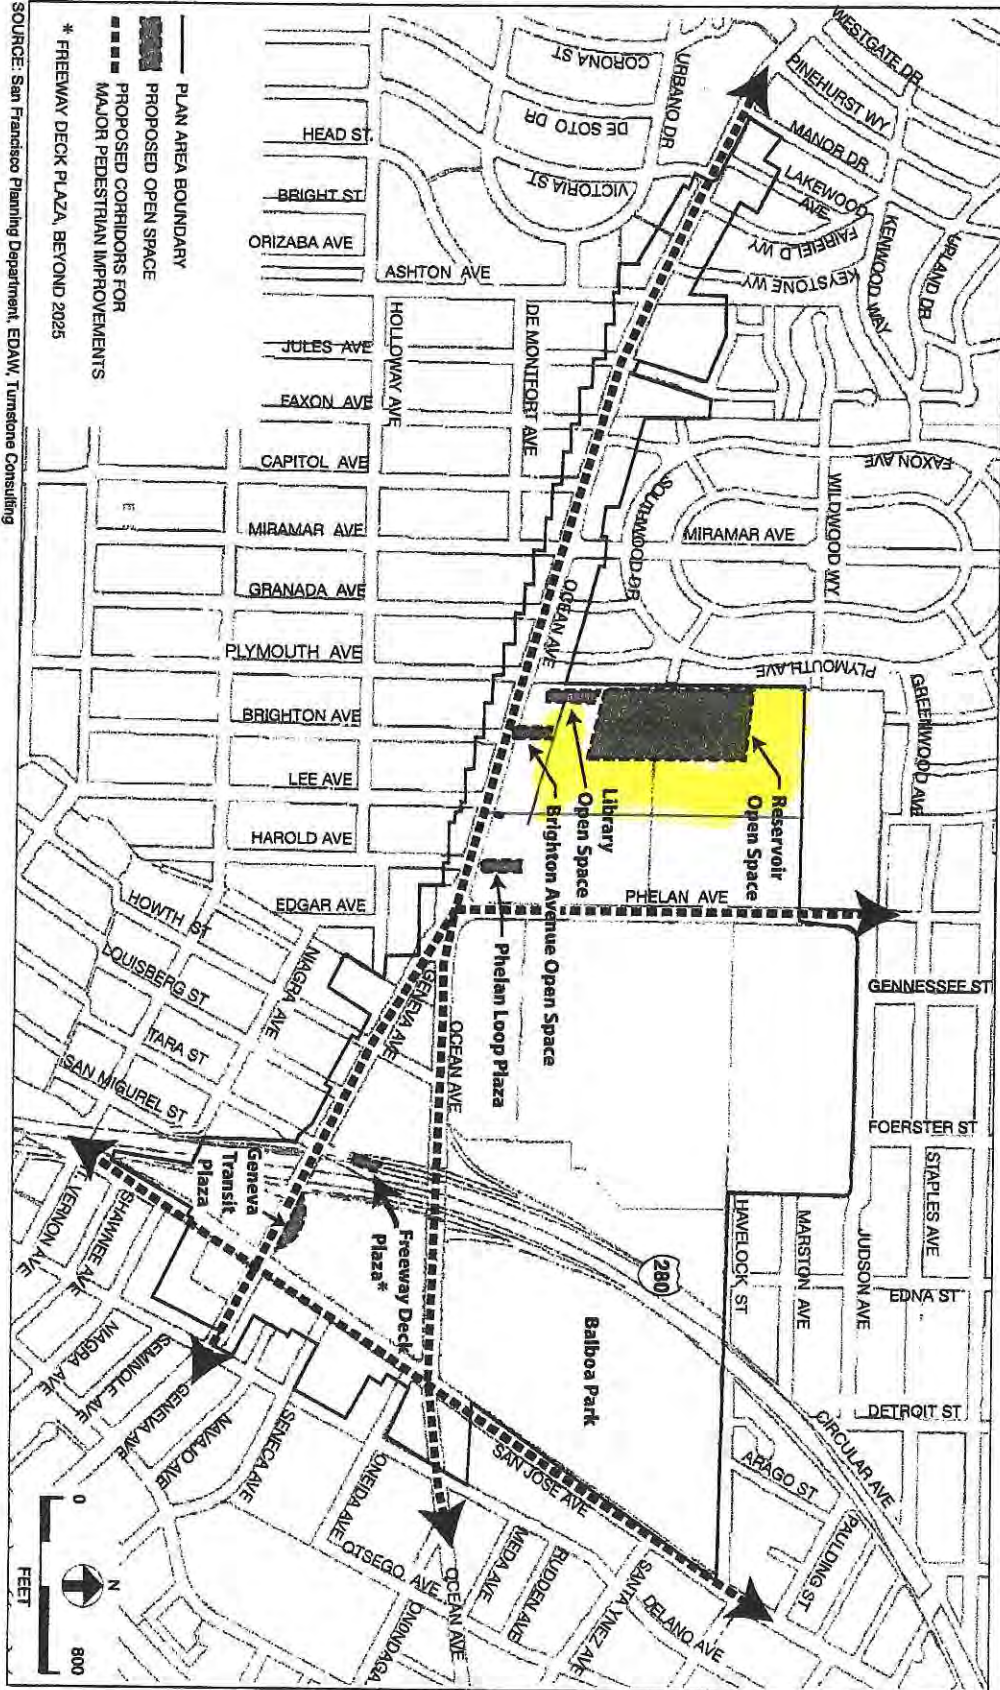 WESTGATE DR
PINEHURST WY
MANOR DR
LAKEWOOD
AVE
FAIRFIELD WY
KENWOOD WAY
UPLAND DR
KEYSTONE WY
URBANO DR
CORONA ST
DE SOTO DR
VICTORIA ST
HEAD ST
BRIGHT ST
ORIZABA AVE
ASHTON AVE
HOLLOWAY AVE
DE MONTFORT AVE
JULES AVE
FAXON AVE
CAPITOL AVE
MIRAMAR AVE
GRANADA AVE
PLYMOUTH AVE
BRIGHTON AVE
LEE AVE
HAROLD AVE
EDGAR AVE
HOWTH ST
LOUISBERG ST
TARA ST
SAN MIGUREL ST
NIAGRA AVE
GENEVA AVE
OCEAN AVE
SOUTHWOOD DR
MIRAMAR AVE
WILDWOOD WY
FAXON AVE
PLYMOUTH AVE
GREENWOOD AVE
Reservoir
Open Space
Library
Open Space
Brighton Avenue Open Space
Phelan Loop Plaza
PHELAN AVE
OCEAN AVE
GENNESSEE ST
FOERSTER ST
STAPLES AVE
JUDSON AVE
EDNA ST
MARSTON AVE
HAVELOCK ST
DETROIT ST
CIRCULAR AVE
ARAGO ST
PAULDING ST
280
Balboa Park
Freeway Deck
Plaza*
Geneva
Transit
Plaza
SAN JOSE AVE
VERNON AVE
SHAWNEE AVE
NIAGRA AVE
SEMINOLE AVE
GENEVA AVE
NAVAJO AVE
SENECA AVE
ONEIDA AVE
OTSEGO AVE
OCEAN AVE
ONONDAGA
MEDA AVE
RUDDEN AVE
SANTA YNEZ AVE
DELANO AVE
PLAN AREA BOUNDARY
PROPOSED OPEN SPACE
PROPOSED CORRIDORS FOR
MAJOR PEDESTRIAN IMPROVEMENTS
* FREEWAY DECK PLAZA, BEYOND 2025
0 800
FEET
N
SOURCE: San Francisco Planning Department, EDAW, Turnstone Consulting